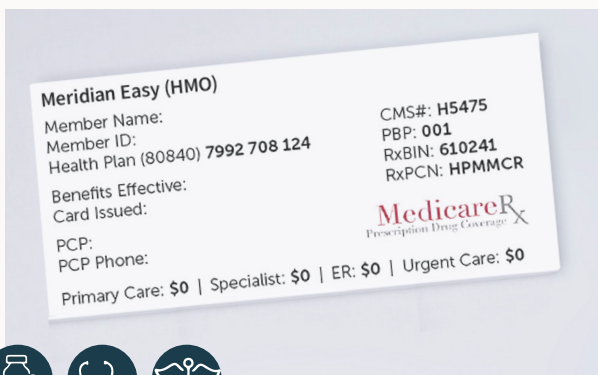 Meridian Easy (HMO)
Member Name:
Member ID:
Health Plan (80840) 7992 708 124
Benefits Effective:
Card Issued:
PCP:
PCP Phone:
CMS#: H5475
PBP: 001
RxBIN: 610241
RxPCN: HPMMCR
MedicareRx
Prescription Drug Coverage
Primary Care: $0 | Specialist: $0 | ER: $0 | Urgent Care: $0